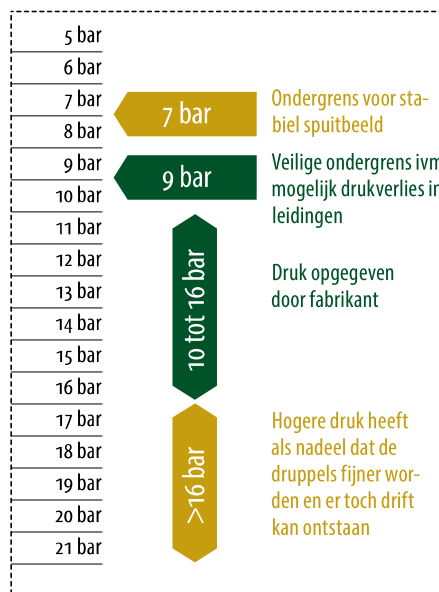 5 bar
6 bar
7 bar
8 bar
9 bar
10 bar
11 bar
12 bar
13 bar
14 bar
15 bar
16 bar
17 bar
18 bar
19 bar
20 bar
21 bar
7 bar
Ondergrens voor sta-
biel spuitbeeld
9 bar
Veilige ondergrens ivm
mogelijk drukverlies in
leidingen
10 tot 16 bar
Druk opgegeven
door fabrikant
>16 bar
Hogere druk heeft
als nadeel dat de
druppels fijner wor-
den en er toch drift
kan ontstaan